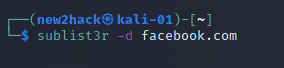 ┌──(new2hack㉿kali-01)-[~]
└─$ sublist3r -d facebook.com